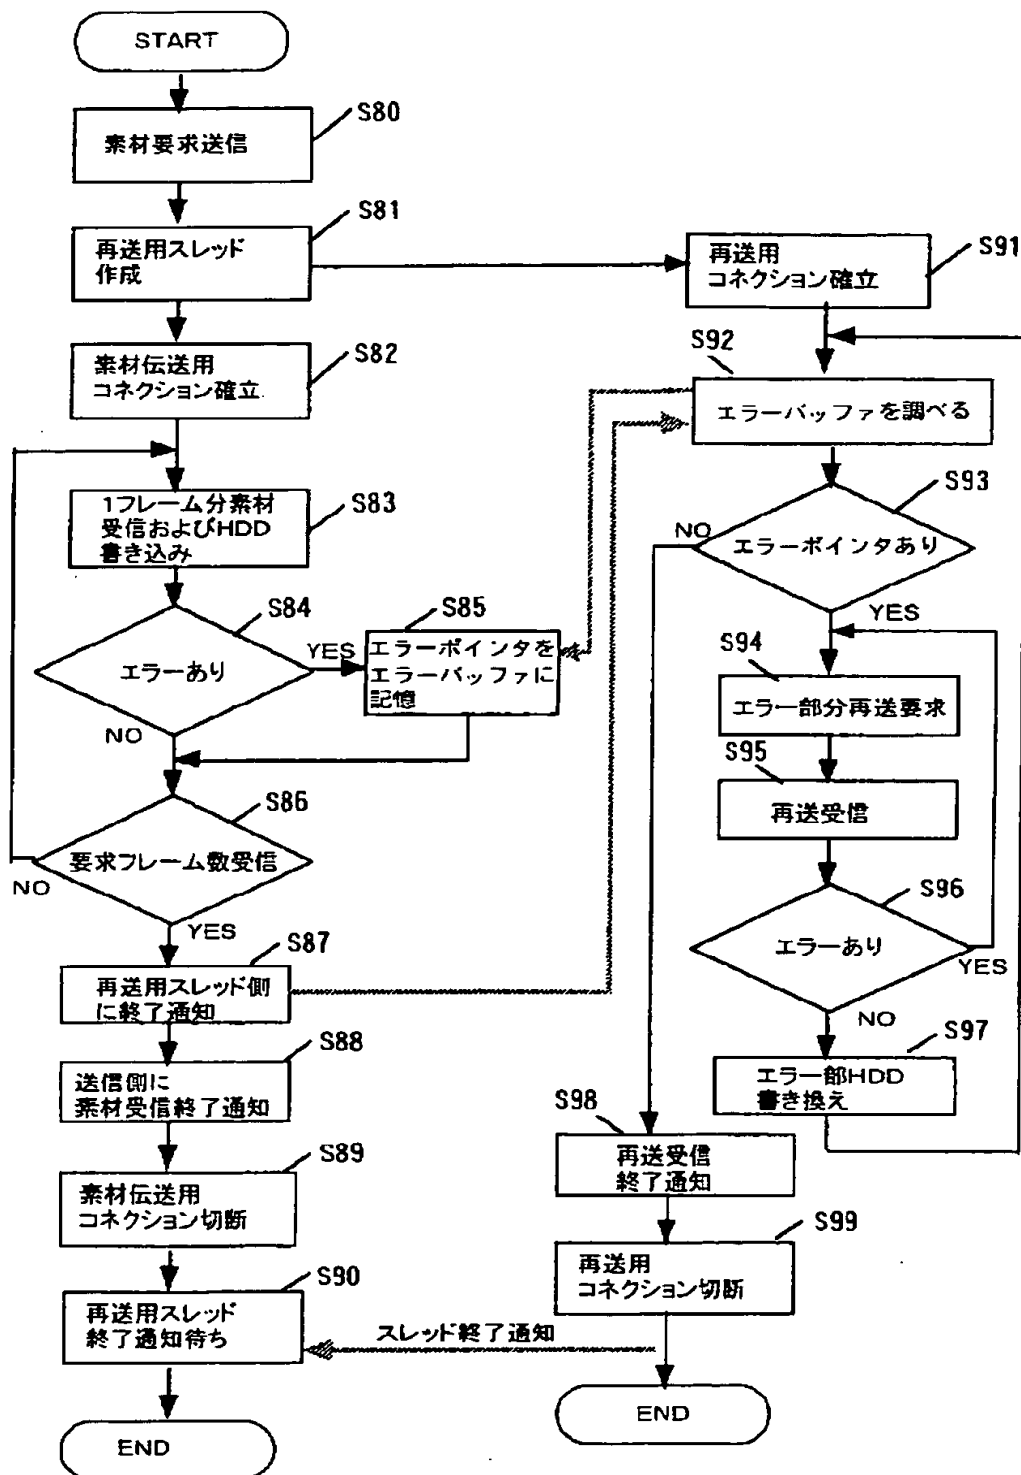 START
S80
素材要求送信
S81
再送用スレッド
作成
S82
素材伝送用
コネクション確立
S83
1フレーム分素材
受信およびHDD
書き込み
S84
エラーあり
YES
NO
S85
エラーポインタを
エラーバッファに
記憶
S86
要求フレーム数受信
NO
YES
S87
再送用スレッド側
に終了通知
S88
送信側に
素材受信終了通知
S89
素材伝送用
コネクション切断
S90
再送用スレッド
終了通知待ち
END
S91
再送用
コネクション確立
S92
エラーバッファを調べる
S93
エラーポインタあり
NO
YES
S94
エラー部分再送要求
S95
再送受信
S96
エラーあり
YES
NO
S97
エラー部HDD
書き換え
S98
再送受信
終了通知
S99
再送用
コネクション切断
スレッド終了通知
END